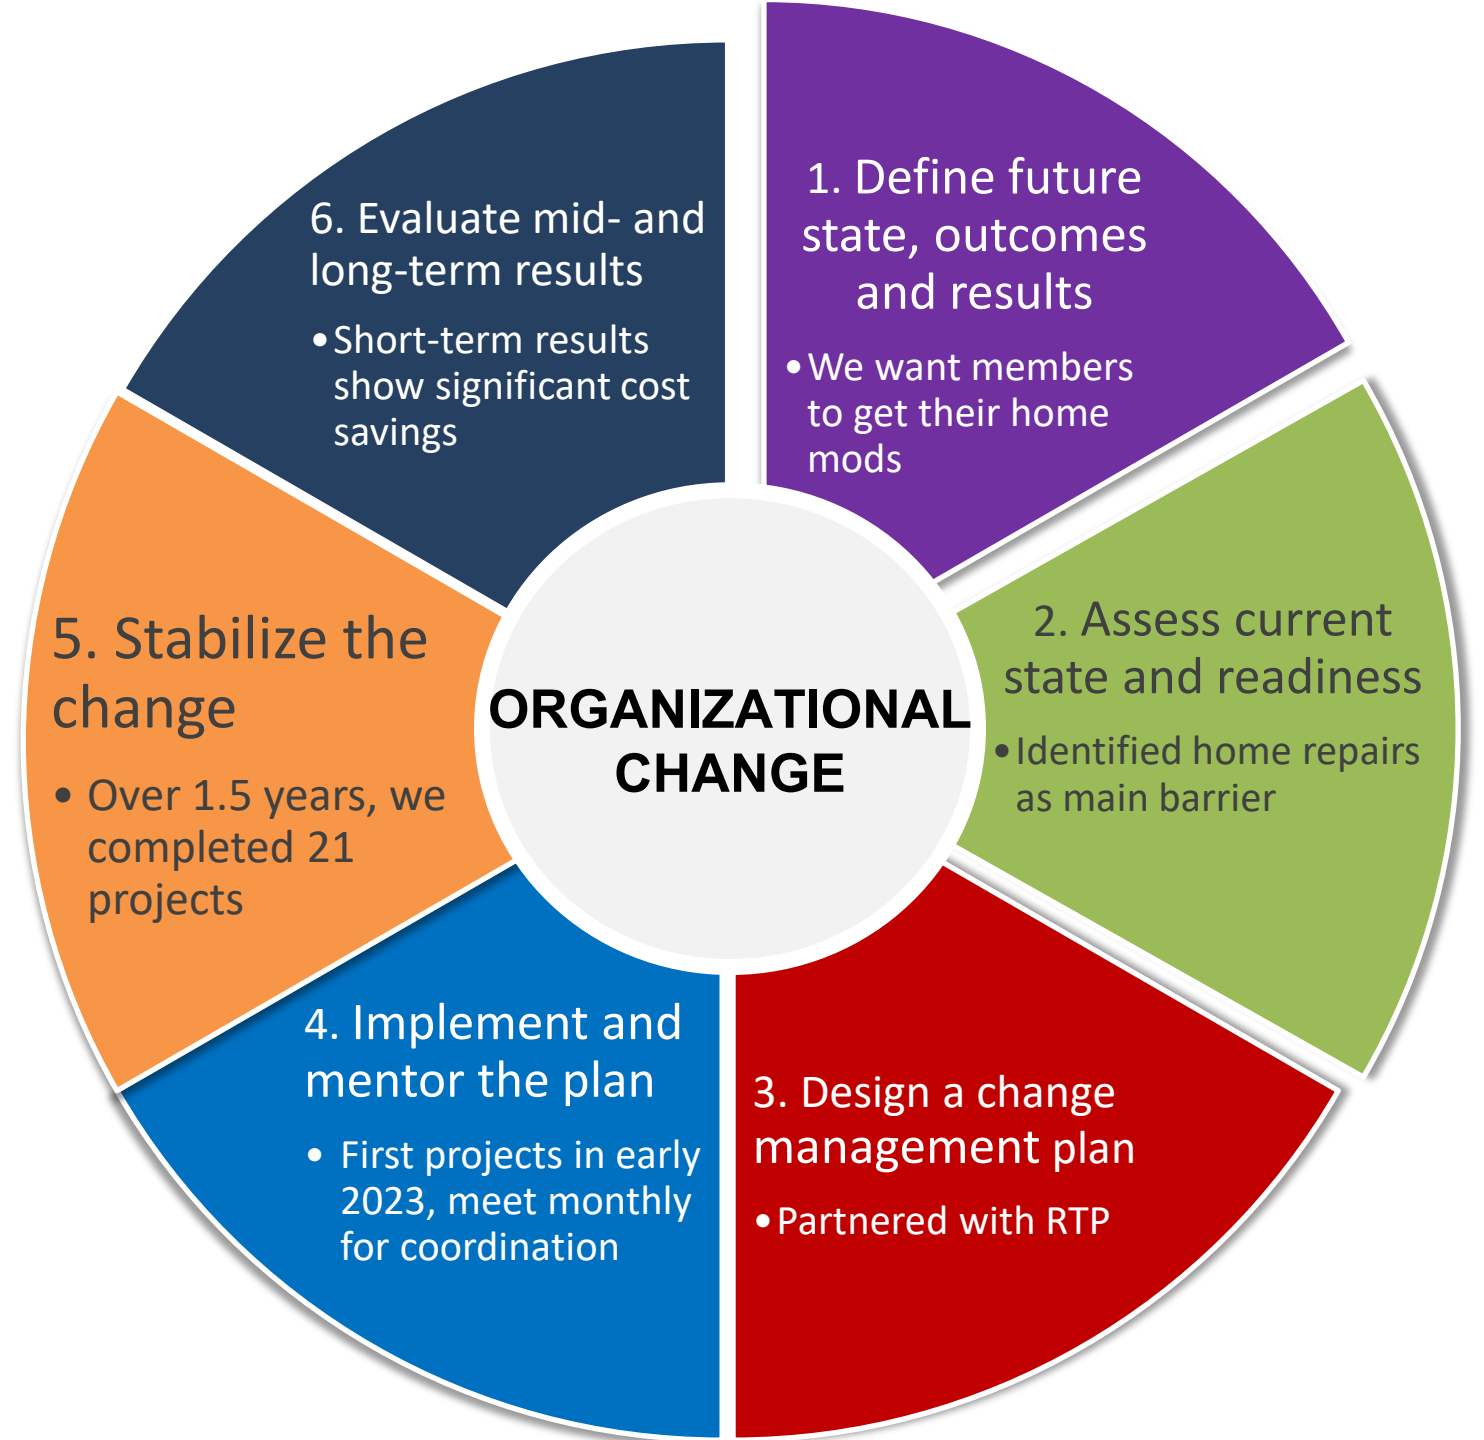 1. Define future
state, outcomes
and results
•We want members
to get their home
mods
2. Assess current
state and readiness
•Identified home repairs
as main barrier
3. Design a change
management plan
•Partnered with RTP
4. Implement and
mentor the plan
• First projects in early
2023, meet monthly
for coordination
5. Stabilize the
change
• Over 1.5 years, we
completed 21
projects
6. Evaluate mid- and
long-term results
•Short-term results
show significant cost
savings
ORGANIZATIONAL
CHANGE